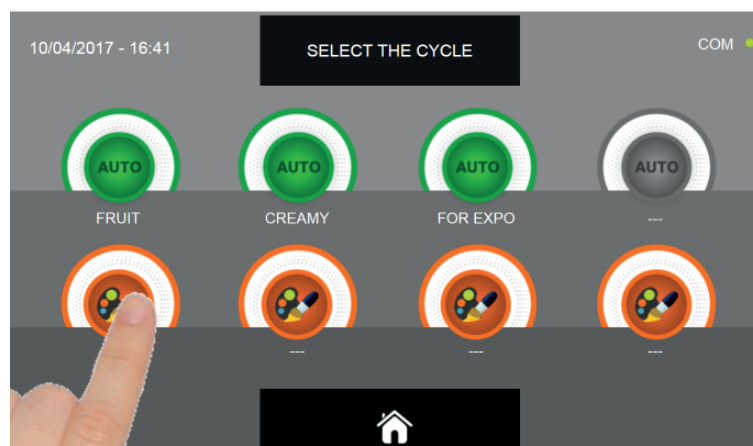 10/04/2017 - 16:41
SELECT THE CYCLE
COM
AUTO
AUTO
AUTO
AUTO
FRUIT
CREAMY
FOR EXPO
---
---
---
---